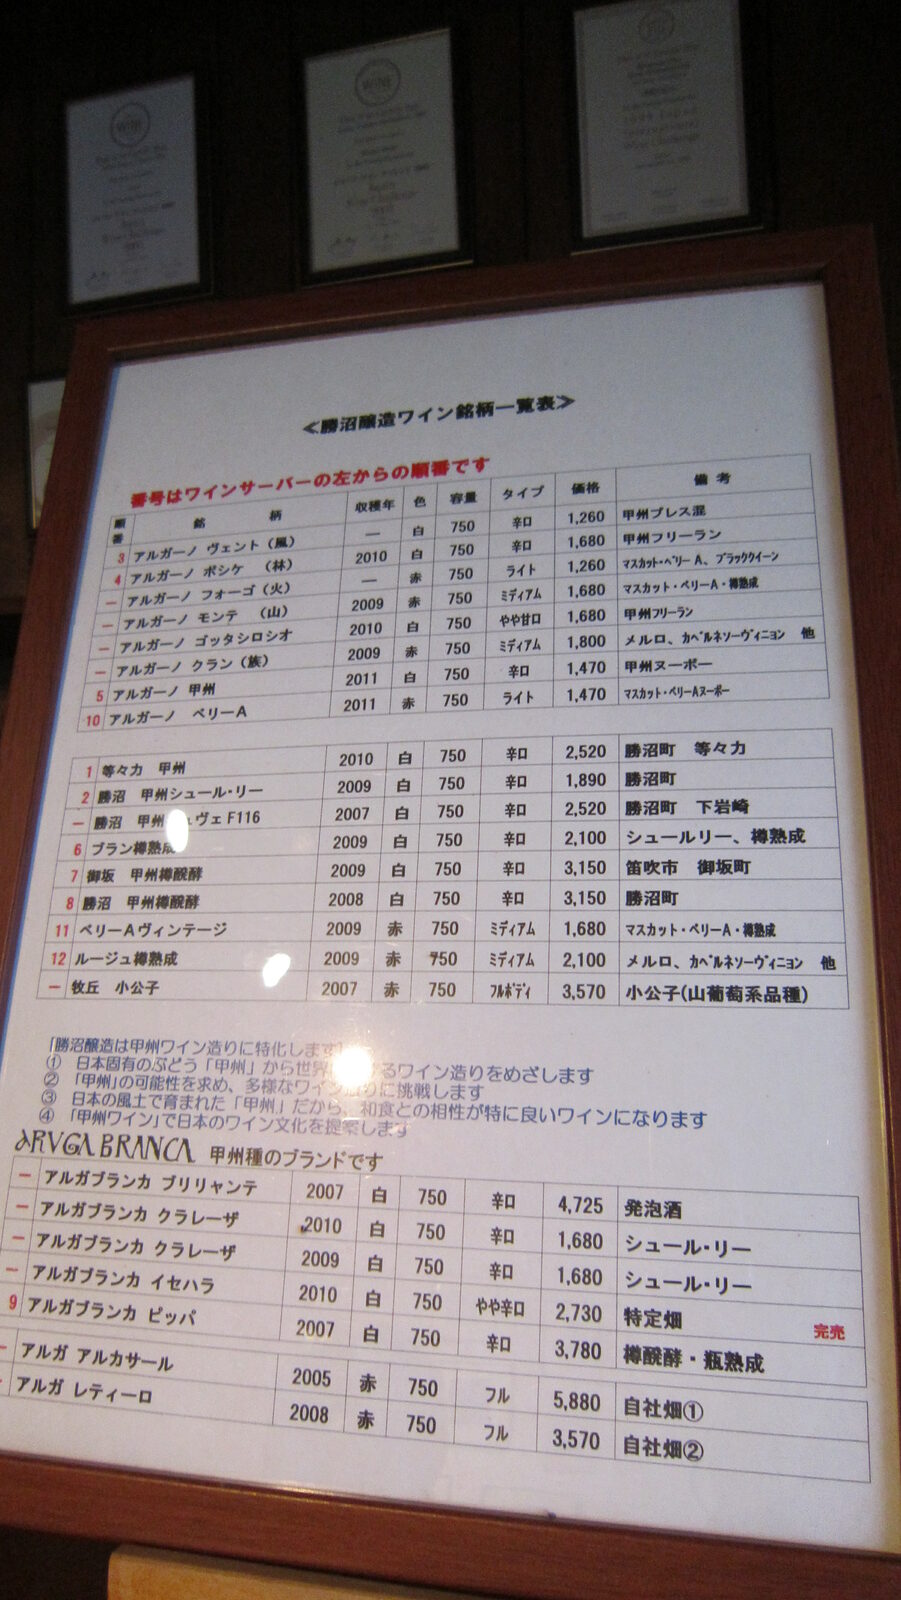 ≪勝沼醸造ワイン銘柄一覧表≫
番号はワインサーバーの左からの順番です
順番 銘 柄 収穫年 色 容量 タイプ 価格 備 考
3 アルガーノ ヴェント（風） — 白 750 辛口 1,260 甲州プレス混
4 アルガーノ ボシケ （林） 2010 白 750 辛口 1,680 甲州フリーラン
— アルガーノ フォーゴ（火） — 赤 750 ライト 1,260 マスカット・ベリーA、ブラッククイーン
— アルガーノ モンテ （山） 2009 赤 750 ミディアム 1,680 マスカット・ベリーA・樽熟成
— アルガーノ ゴッタシロシオ 2010 白 750 やや甘口 1,680 甲州フリーラン
— アルガーノ クラン（族） 2009 赤 750 ミディアム 1,800 メルロ、カベルネソーヴィニヨン 他
5 アルガーノ 甲州 2011 白 750 辛口 1,470 甲州ヌーボー
10 アルガーノ ベリーA 2011 赤 750 ライト 1,470 マスカット・ベリーAヌーボー
1 等々力 甲州 2010 白 750 辛口 2,520 勝沼町 等々力
2 勝沼 甲州シュール・リー 2009 白 750 辛口 1,890 勝沼町
— 勝沼 甲州 ュヴェF116 2007 白 750 辛口 2,520 勝沼町 下岩崎
6 ブラン樽熟成 2009 白 750 辛口 2,100 シュールリー、樽熟成
7 御坂 甲州樽醗酵 2009 白 750 辛口 3,150 笛吹市 御坂町
8 勝沼 甲州樽醗酵 2008 白 750 辛口 3,150 勝沼町
11 ベリーAヴィンテージ 2009 赤 750 ミディアム 1,680 マスカット・ベリーA・樽熟成
12 ルージュ樽熟成 2009 赤 750 ミディアム 2,100 メルロ、カベルネソーヴィニヨン 他
— 牧丘 小公子 2007 赤 750 フルボディ 3,570 小公子(山葡萄系品種)
「勝沼醸造は甲州ワイン造りに特化します
① 日本固有のぶどう「甲州」から世界 るワイン造りをめざします
② 「甲州」の可能性を求め、多様なワイン造りに挑戦します
③ 日本の風土で育まれた「甲州」だから、和食との相性が特に良いワインになります
④ 「甲州ワイン」で日本のワイン文化を提案します
ARUGA BRANCA 甲州種のブランドです
— アルガブランカ ブリリャンテ 2007 白 750 辛口 4,725 発泡酒
— アルガブランカ クラレーザ 2010 白 750 辛口 1,680 シュール・リー
— アルガブランカ クラレーザ 2009 白 750 辛口 1,680 シュール・リー
— アルガブランカ イセハラ 2010 白 750 やや辛口 2,730 特定畑 完売
9 アルガブランカ ピッパ 2007 白 750 辛口 3,780 樽醗酵・瓶熟成
— アルガ アルカサール 2005 赤 750 フル 5,880 自社畑①
— アルガ レティーロ 2008 赤 750 フル 3,570 自社畑②